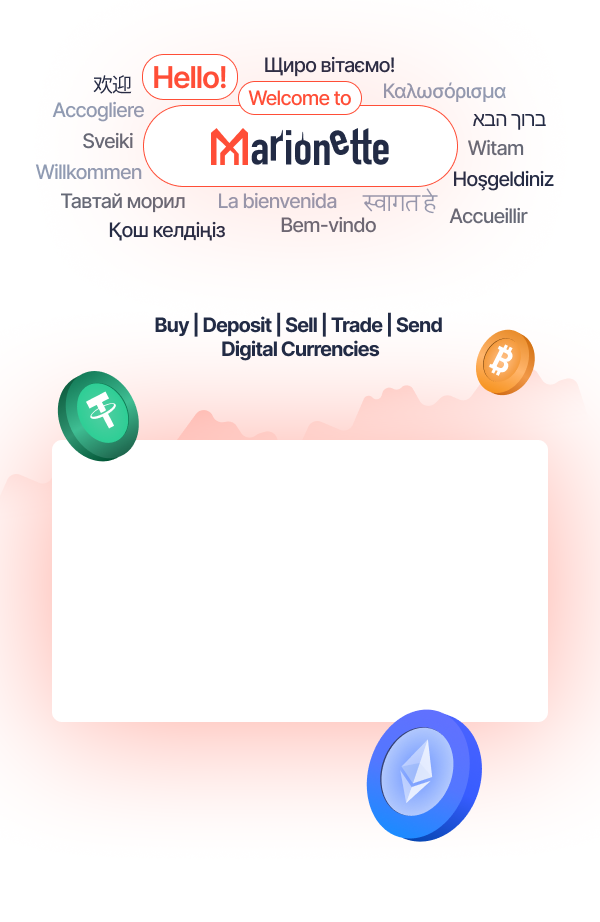 Щиро вітаємо!
欢迎
Hello!
Welcome to
Καλωσόρισμα
Accogliere
ברוך הבא
Sveiki
Marionette
Witam
Willkommen
Hoşgeldiniz
Тавтай морил
La bienvenida
स्वागत हे
Accueillir
Қош келдіңіз
Bem-vindo
Buy | Deposit | Sell | Trade | Send
Digital Currencies